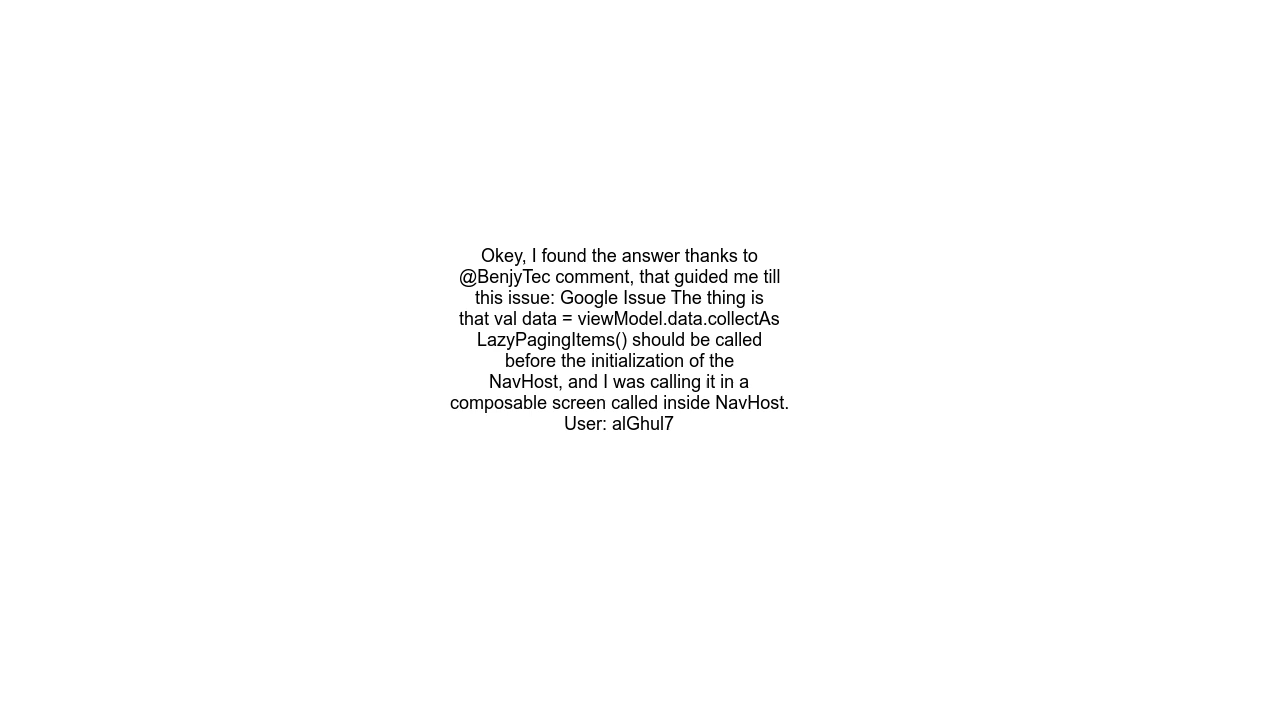 Okey, I found the answer thanks to
@BenjyTec comment, that guided me till
this issue: Google Issue The thing is
that val data = viewModel.data.collectAs
LazyPagingItems() should be called
before the initialization of the
NavHost, and I was calling it in a
composable screen called inside NavHost.
User: alGhul7